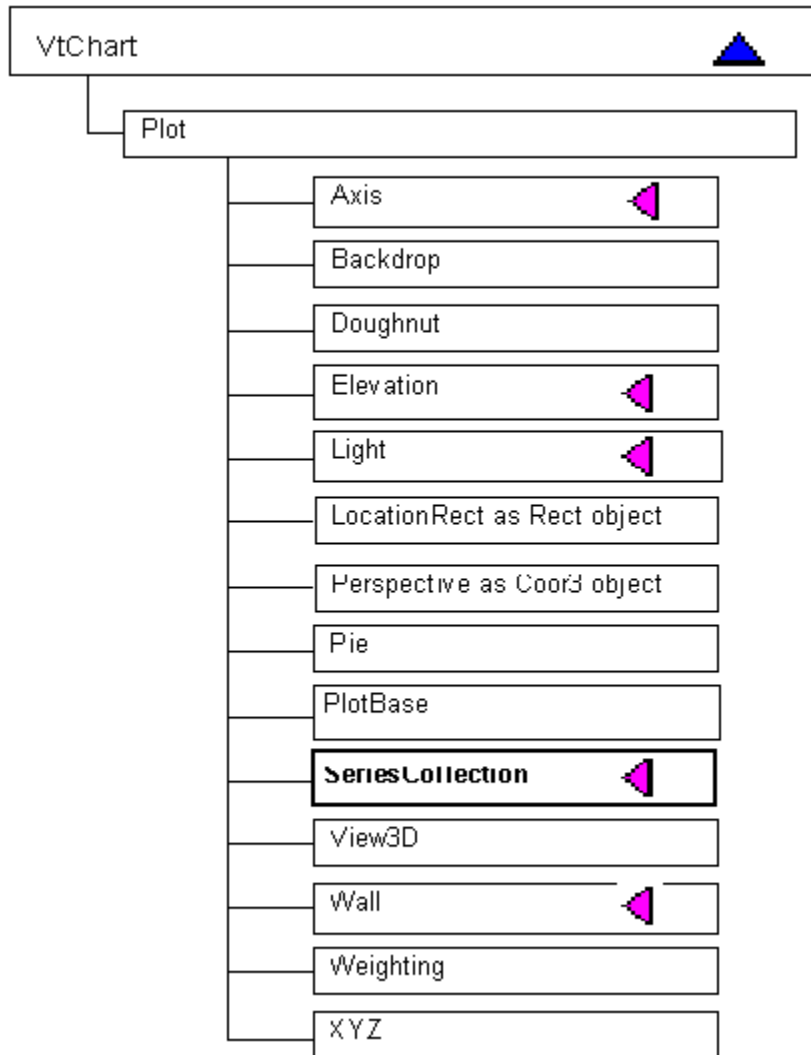 VtChart
Plot
Axis
Backdrop
Doughnut
Elevation
Light
LocationRect as Rect object
Perspective as Coor3 object
Pie
PlotBase
SeriesCollection
View3D
Wall
Weighting
XYZ